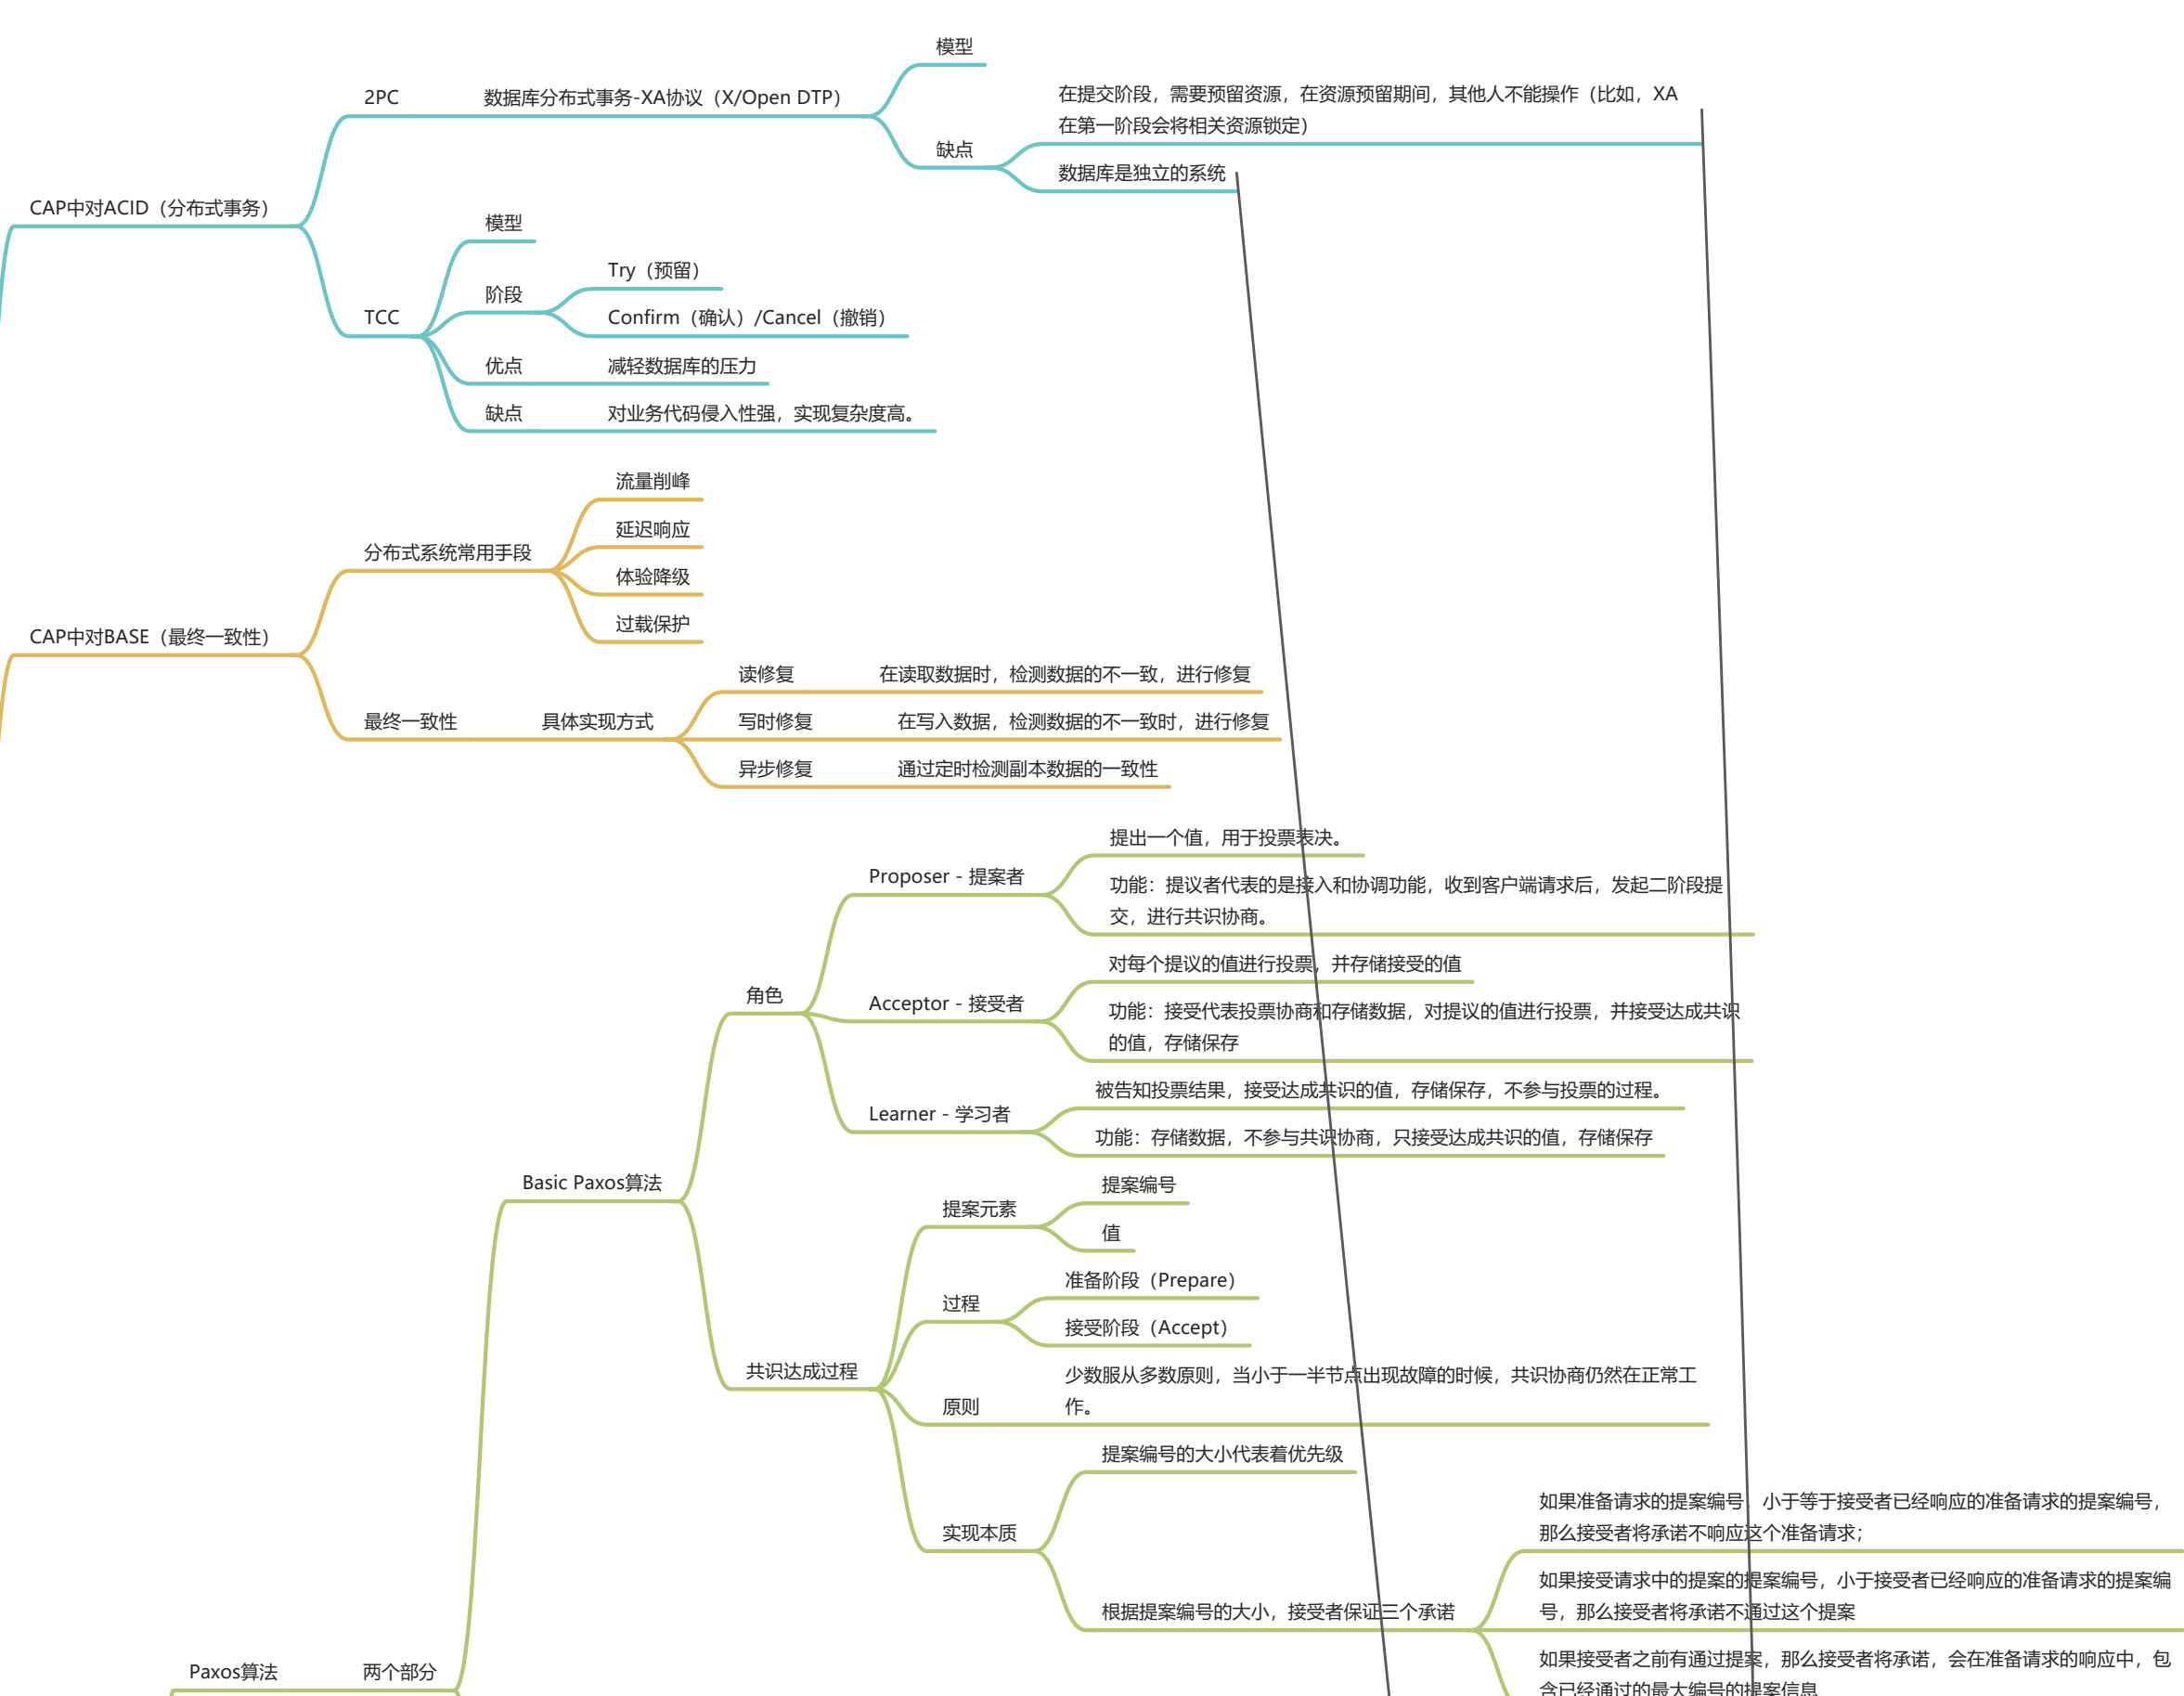 模型
2PC
数据库分布式事务-XA协议（X/Open DTP）
在提交阶段，需要预留资源，在资源预留期间，其他人不能操作（比如，XA
在第一阶段会将相关资源锁定）
缺点
数据库是独立的系统
CAP中对ACID（分布式事务）
模型
Try（预留）
阶段
Confirm（确认）/Cancel（撤销）
TCC
优点
减轻数据库的压力
缺点
对业务代码侵入性强，实现复杂度高。
流量削峰
延迟响应
分布式系统常用手段
体验降级
过载保护
CAP中对BASE（最终一致性）
读修复
在读取数据时，检测数据的不一致，进行修复
最终一致性
具体实现方式
写时修复
在写入数据，检测数据的不一致时，进行修复
异步修复
通过定时检测副本数据的一致性
提出一个值，用于投票表决。
Proposer - 提案者
功能：提议者代表的是接入和协调功能，收到客户端请求后，发起二阶段提
交，进行共识协商。
对每个提议的值进行投票，并存储接受的值
角色
Acceptor - 接受者
功能：接受代表投票协商和存储数据，对提议的值进行投票，并接受达成共识
的值，存储保存
被告知投票结果，接受达成共识的值，存储保存，不参与投票的过程。
Learner - 学习者
功能：存储数据，不参与共识协商，只接受达成共识的值，存储保存
Basic Paxos算法
提案编号
提案元素
值
准备阶段（Prepare）
过程
接受阶段（Accept）
共识达成过程
少数服从多数原则，当小于一半节点出现故障的时候，共识协商仍然在正常工
作。
原则
提案编号的大小代表着优先级
实现本质
如果准备请求的提案编号，小于等于接受者已经响应的准备请求的提案编号，
那么接受者将承诺不响应这个准备请求；
如果接受请求中的提案的提案编号，小于接受者已经响应的准备请求的提案编
号，那么接受者将承诺不通过这个提案
根据提案编号的大小，接受者保证三个承诺
如果接受者之前有通过提案，那么接受者将承诺，会在准备请求的响应中，包
含已经通过的最大编号的提案信息
Paxos算法
两个部分